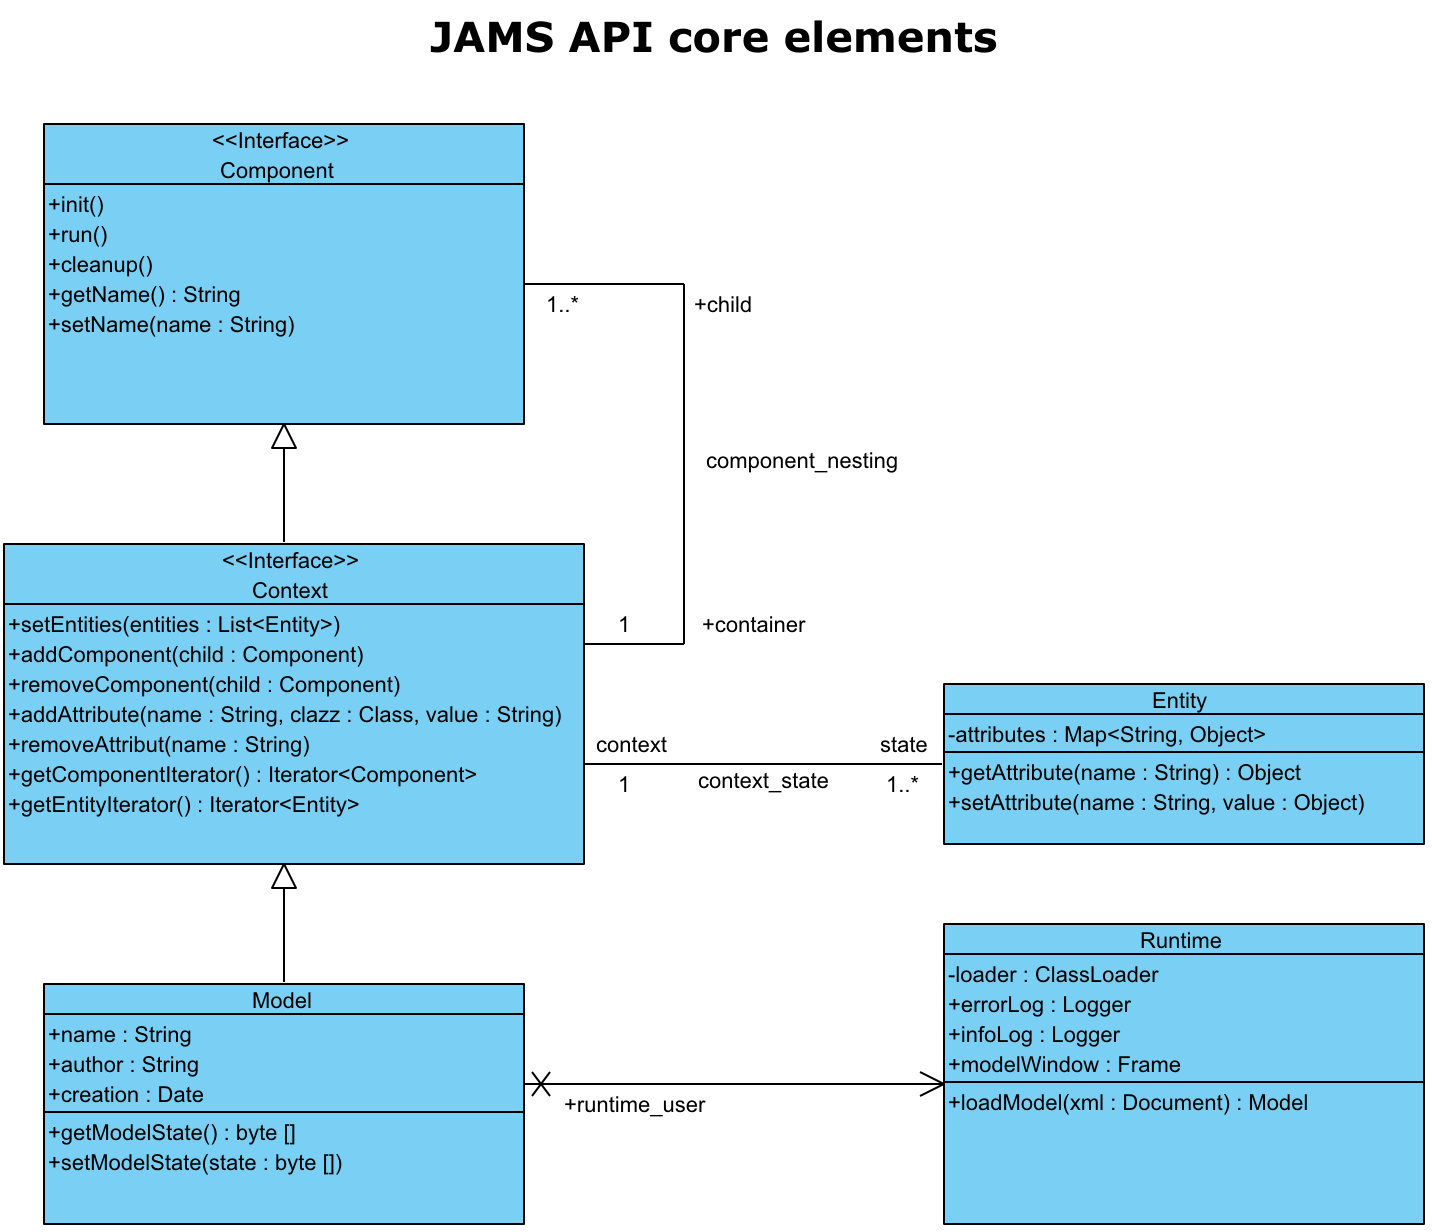 JAMS API core elements
<<Interface>>
Component
+init()
+run()
+cleanup()
+getName() : String
+setName(name : String)
1..*
+child
component_nesting
1
+container
<<Interface>>
Context
+setEntities(entities : List<Entity>)
+addComponent(child : Component)
+removeComponent(child : Component)
+addAttribute(name : String, clazz : Class, value : String)
+removeAttribut(name : String)
+getComponentIterator() : Iterator<Component>
+getEntityIterator() : Iterator<Entity>
context
state
1
context_state
1..*
Entity
-attributes : Map<String, Object>
+getAttribute(name : String) : Object
+setAttribute(name : String, value : Object)
Model
+name : String
+author : String
+creation : Date
+getModelState() : byte []
+setModelState(state : byte [])
+runtime_user
Runtime
-loader : ClassLoader
+errorLog : Logger
+infoLog : Logger
+modelWindow : Frame
+loadModel(xml : Document) : Model